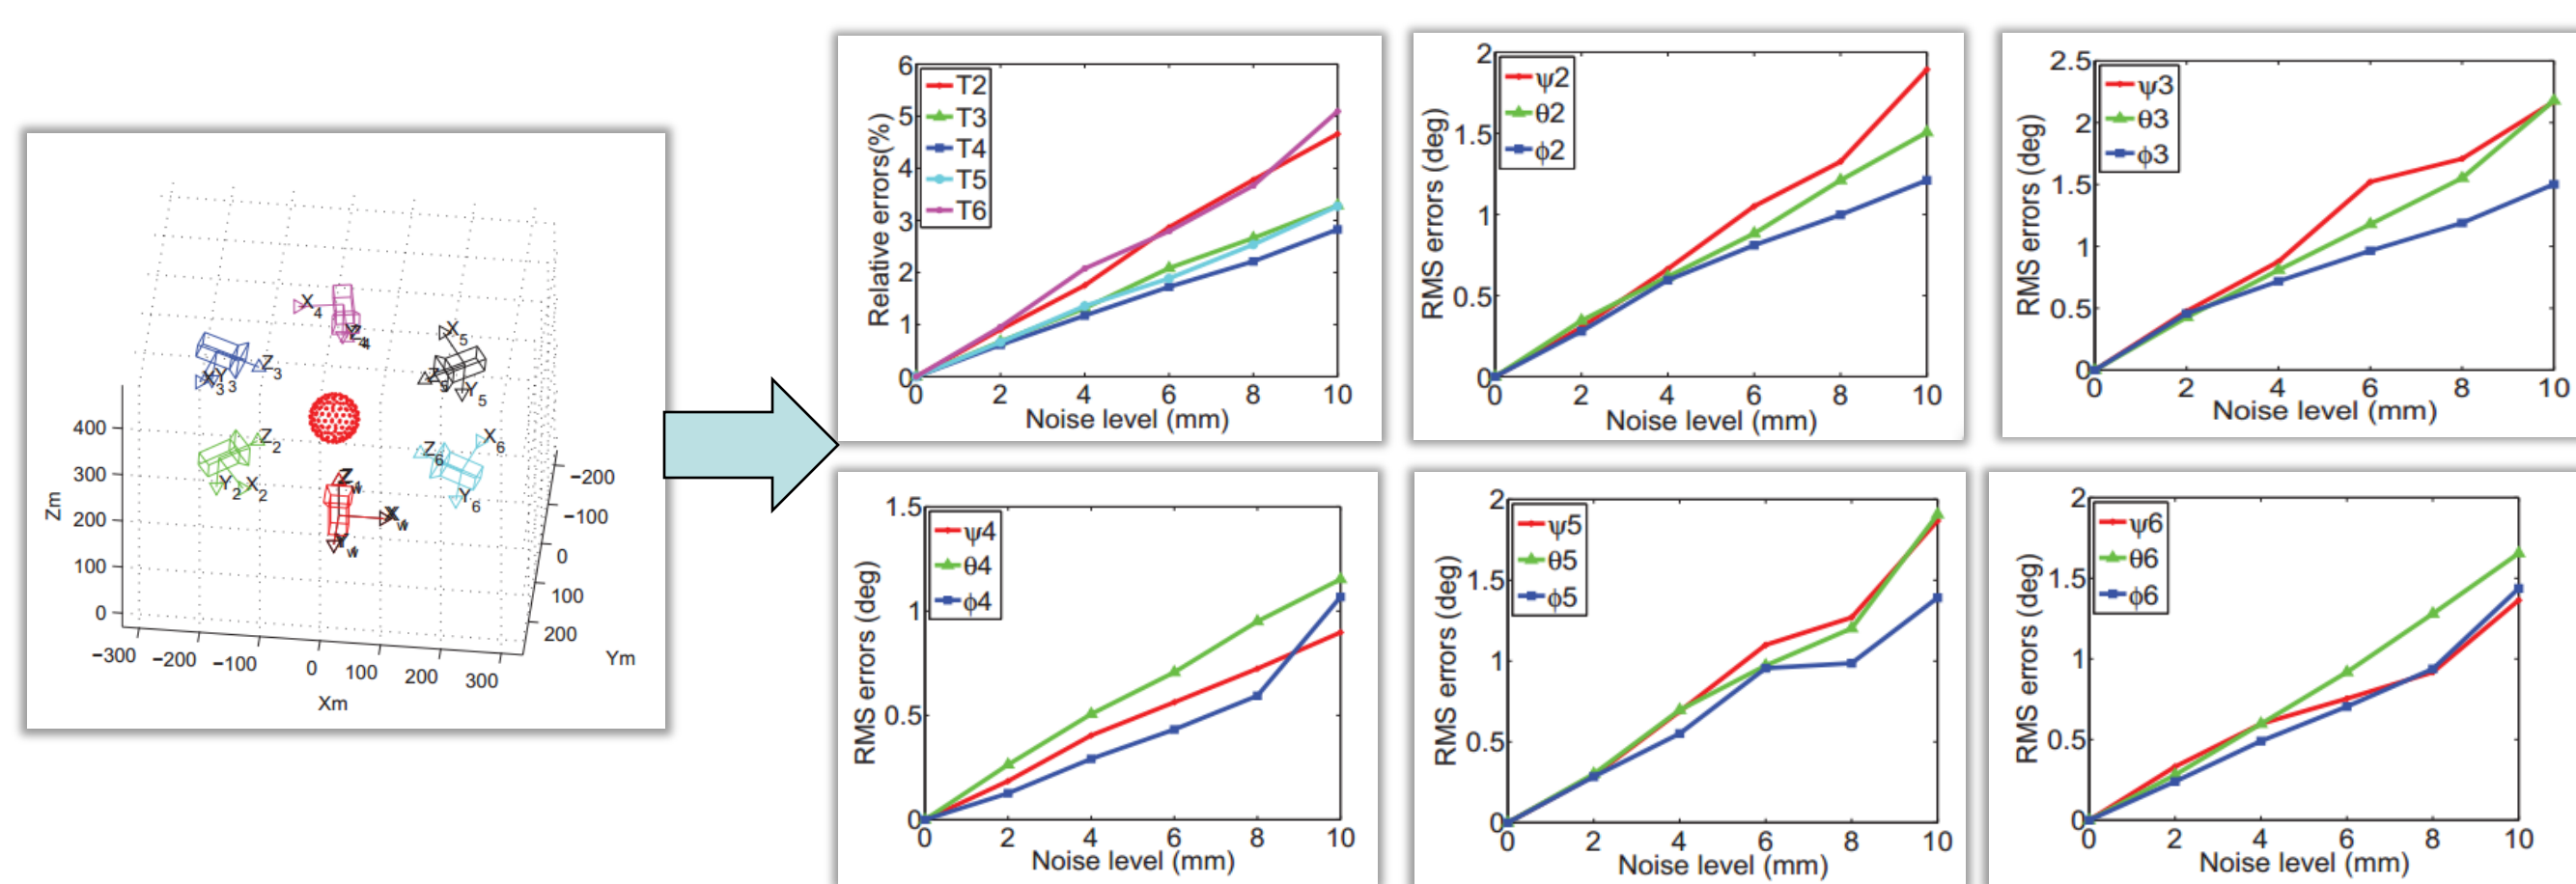 X4
Z4
X5
Z3
X3 Y3
Z5 Y5
Z2
X6
Z6
Y2 X2
Y6
Zm
400
300
200
100
0
−200
−100
0
100
200
Ym
−300 −200 −100 0 100 200 300
Xm
Relative errors(%)
6
5
4
3
2
1
0
T2
T3
T4
T5
T6
0 2 4 6 8 10
Noise level (mm)
RMS errors (deg)
2
1.5
1
0.5
0
ψ2
θ2
ϕ2
0 2 4 6 8 10
Noise level (mm)
RMS errors (deg)
2.5
2
1.5
1
0.5
0
ψ3
θ3
ϕ3
0 2 4 6 8 10
Noise level (mm)
RMS errors (deg)
1.5
1
0.5
0
ψ4
θ4
ϕ4
0 2 4 6 8 10
Noise level (mm)
RMS errors (deg)
2
1.5
1
0.5
0
ψ5
θ5
ϕ5
0 2 4 6 8 10
Noise level (mm)
RMS errors (deg)
2
1.5
1
0.5
0
ψ6
θ6
ϕ6
0 2 4 6 8 10
Noise level (mm)